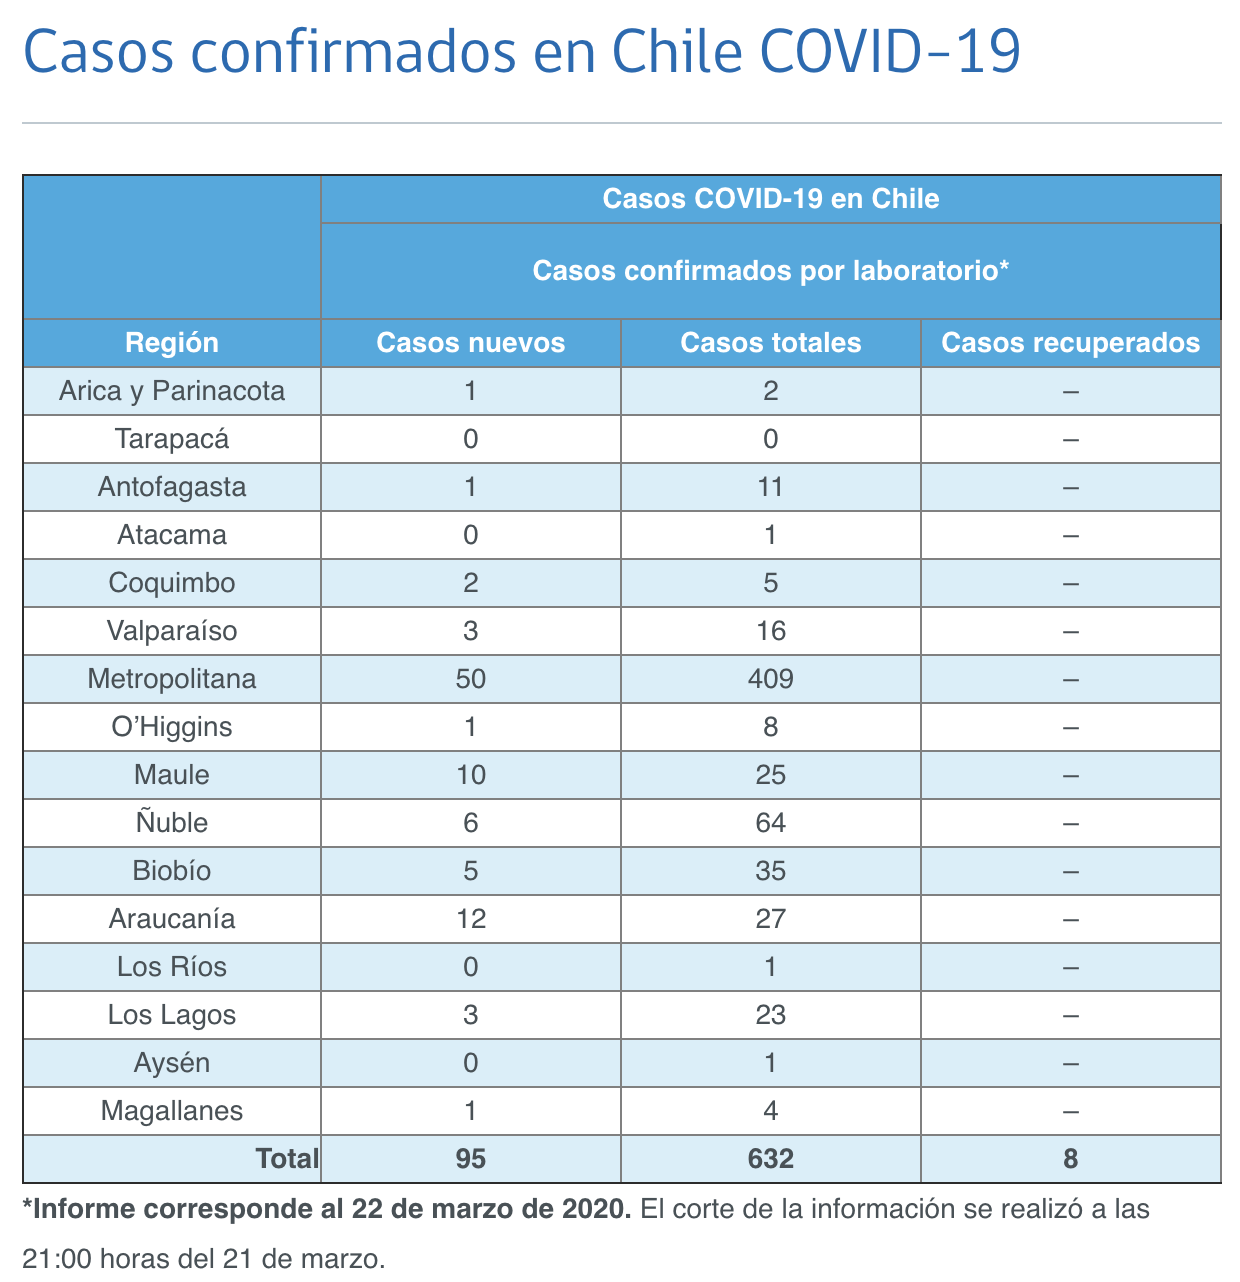 Casos confirmados en Chile COVID-19
Casos COVID-19 en Chile
Casos confirmados por laboratorio*
Región Casos nuevos Casos totales Casos recuperados
Arica y Parinacota 1 2 –
Tarapacá 0 0 –
Antofagasta 1 11 –
Atacama 0 1 –
Coquimbo 2 5 –
Valparaíso 3 16 –
Metropolitana 50 409 –
O’Higgins 1 8 –
Maule 10 25 –
Ñuble 6 64 –
Biobío 5 35 –
Araucanía 12 27 –
Los Ríos 0 1 –
Los Lagos 3 23 –
Aysén 0 1 –
Magallanes 1 4 –
Total 95 632 8
*Informe corresponde al 22 de marzo de 2020. El corte de la información se realizó a las
21:00 horas del 21 de marzo.